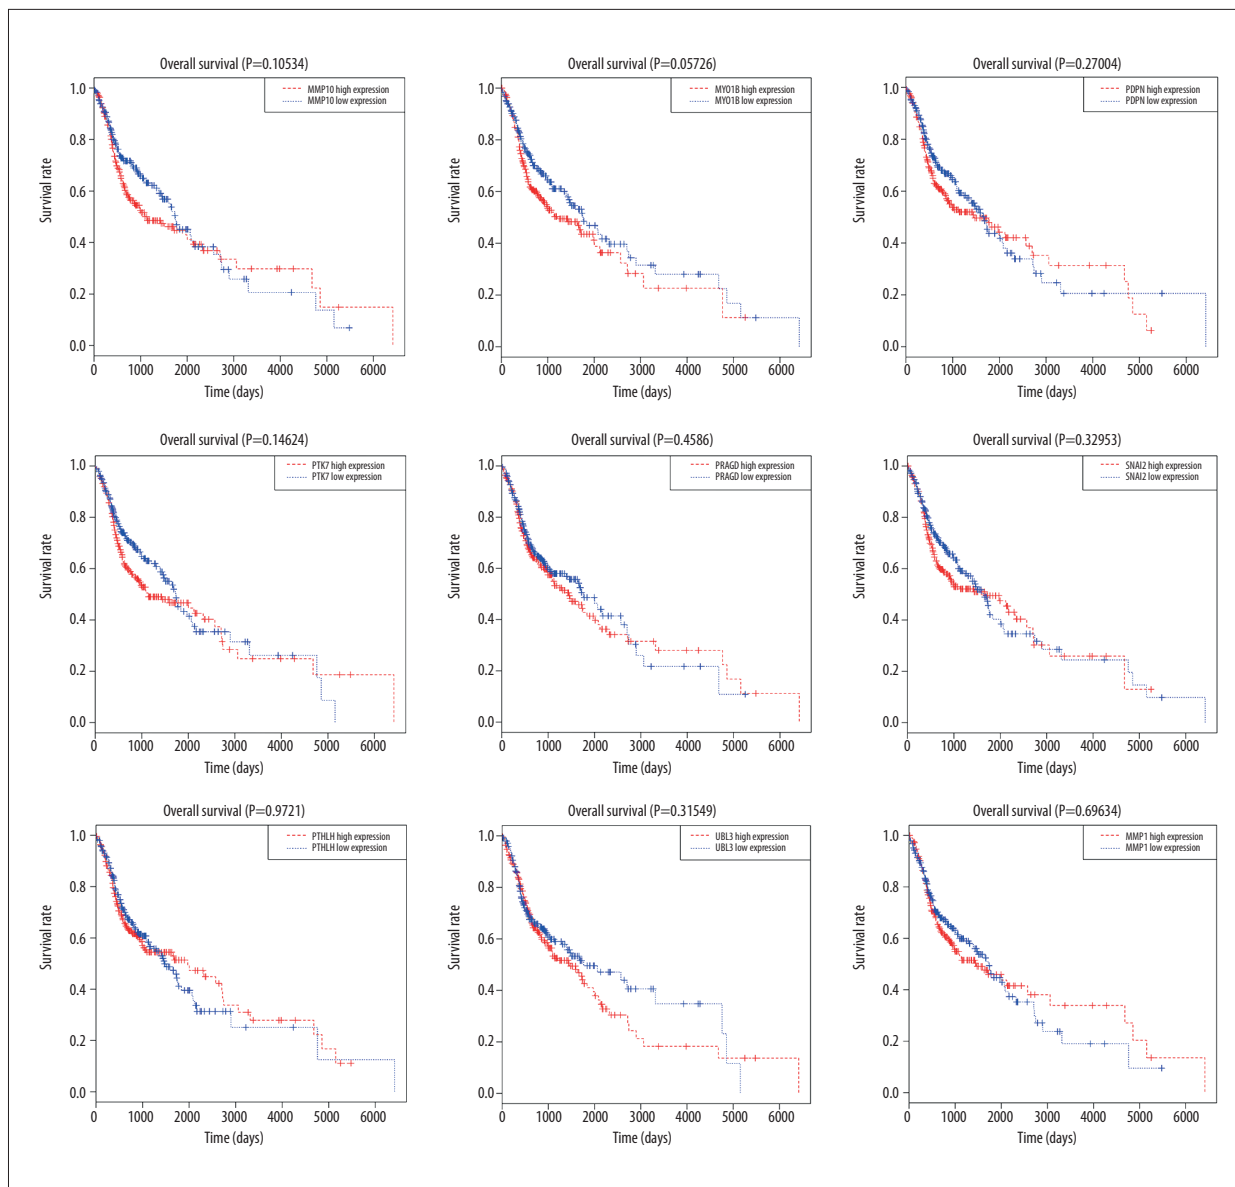 Overall survival (P=0.10534)
MMP10 high expression
MMP10 low expression
1.0
0.8
0.6
0.4
0.2
0.0
Survival rate
0 1000 2000 3000 4000 5000 6000
Time (days)
Overall survival (P=0.05726)
MYO1B high expression
MYO1B low expression
1.0
0.8
0.6
0.4
0.2
0.0
Survival rate
0 1000 2000 3000 4000 5000 6000
Time (days)
Overall survival (P=0.27004)
PDPN high expression
PDPN low expression
1.0
0.8
0.6
0.4
0.2
0.0
Survival rate
0 1000 2000 3000 4000 5000 6000
Time (days)
Overall survival (P=0.14624)
PTK7 high expression
PTK7 low expression
1.0
0.8
0.6
0.4
0.2
0.0
Survival rate
0 1000 2000 3000 4000 5000 6000
Time (days)
Overall survival (P=0.4586)
PRAGD high expression
PRAGD low expression
1.0
0.8
0.6
0.4
0.2
0.0
Survival rate
0 1000 2000 3000 4000 5000 6000
Time (days)
Overall survival (P=0.32953)
SNAI2 high expression
SNAI2 low expression
1.0
0.8
0.6
0.4
0.2
0.0
Survival rate
0 1000 2000 3000 4000 5000 6000
Time (days)
Overall survival (P=0.9721)
PTHLH high expression
PTHLH low expression
1.0
0.8
0.6
0.4
0.2
0.0
Survival rate
0 1000 2000 3000 4000 5000 6000
Time (days)
Overall survival (P=0.31549)
UBL3 high expression
UBL3 low expression
1.0
0.8
0.6
0.4
0.2
0.0
Survival rate
0 1000 2000 3000 4000 5000 6000
Time (days)
Overall survival (P=0.69634)
MMP1 high expression
MMP1 low expression
1.0
0.8
0.6
0.4
0.2
0.0
Survival rate
0 1000 2000 3000 4000 5000 6000
Time (days)